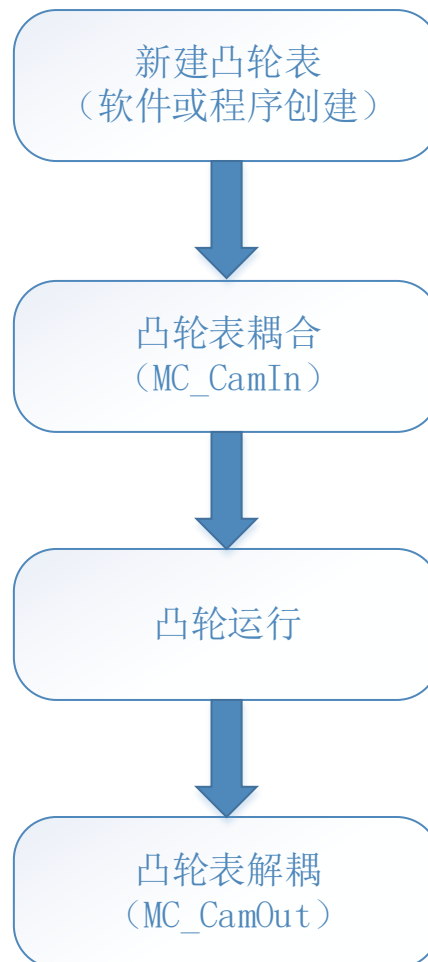 新建凸轮表
（软件或程序创建）
凸轮表耦合
（MC_CamIn）
凸轮运行
凸轮表解耦
（MC_CamOut）